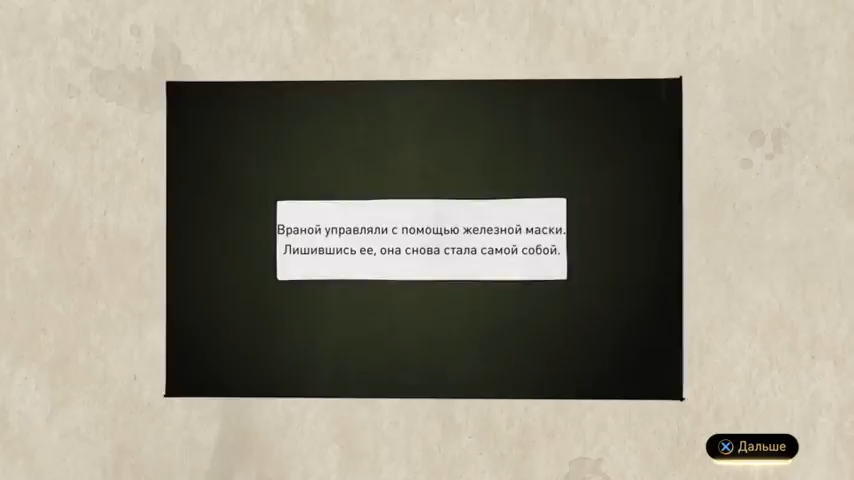 Враной управляли с помощью железной маски.
Лишившись ее, она снова стала самой собой.
Дальше